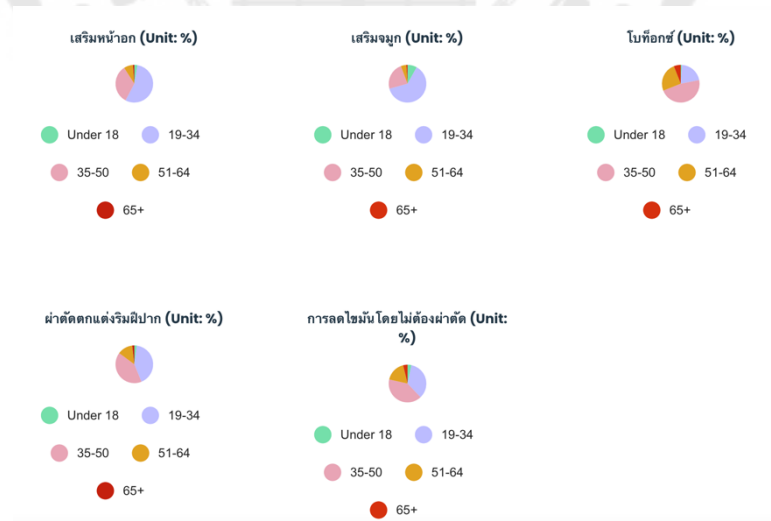 เสริมหน้าอก (Unit: %)
Under 18
19-34
35-50
51-64
65+
เสริมจมูก (Unit: %)
Under 18
19-34
35-50
51-64
65+
โบท็อกซ์ (Unit: %)
Under 18
19-34
35-50
51-64
65+
ผ่าตัดตกแต่งริมฝีปาก (Unit: %)
Under 18
19-34
35-50
51-64
65+
การลดไขมันโดยไม่ต้องผ่าตัด (Unit:
%)
Under 18
19-34
35-50
51-64
65+